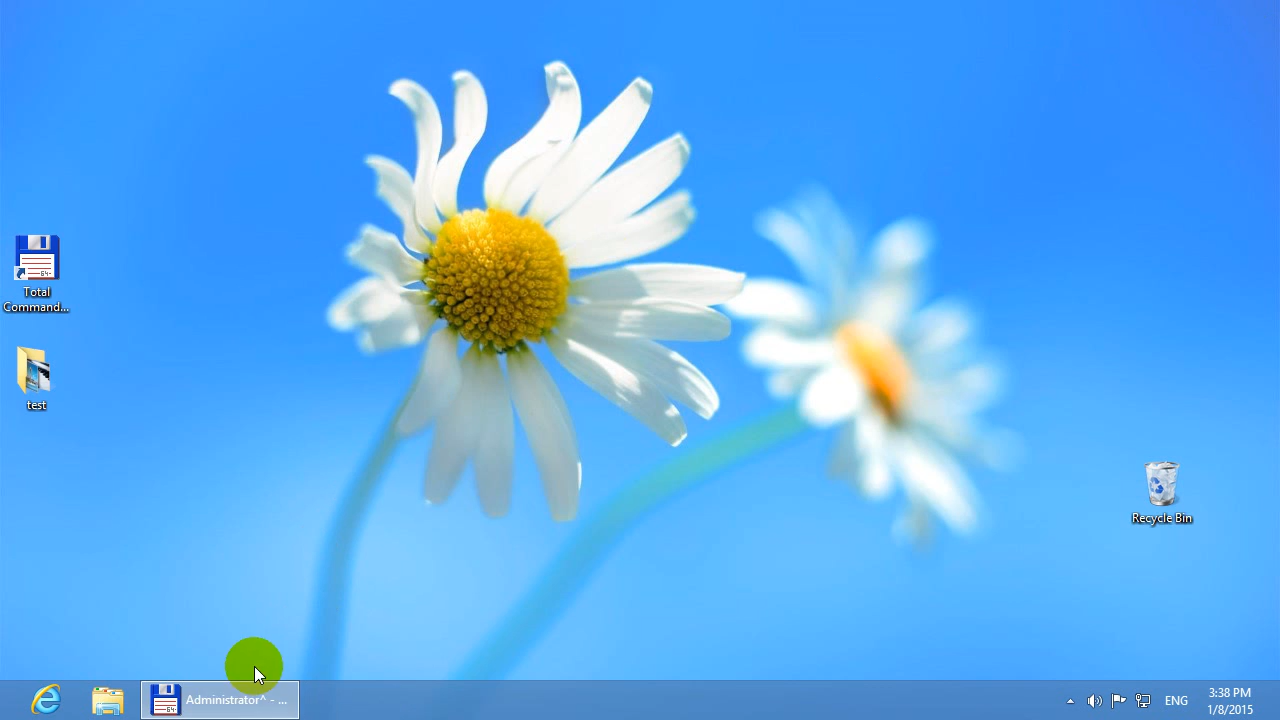 Total
Command...
test
Recycle Bin
Administrator^ - ...
ENG
3:38 PM
1/8/2015